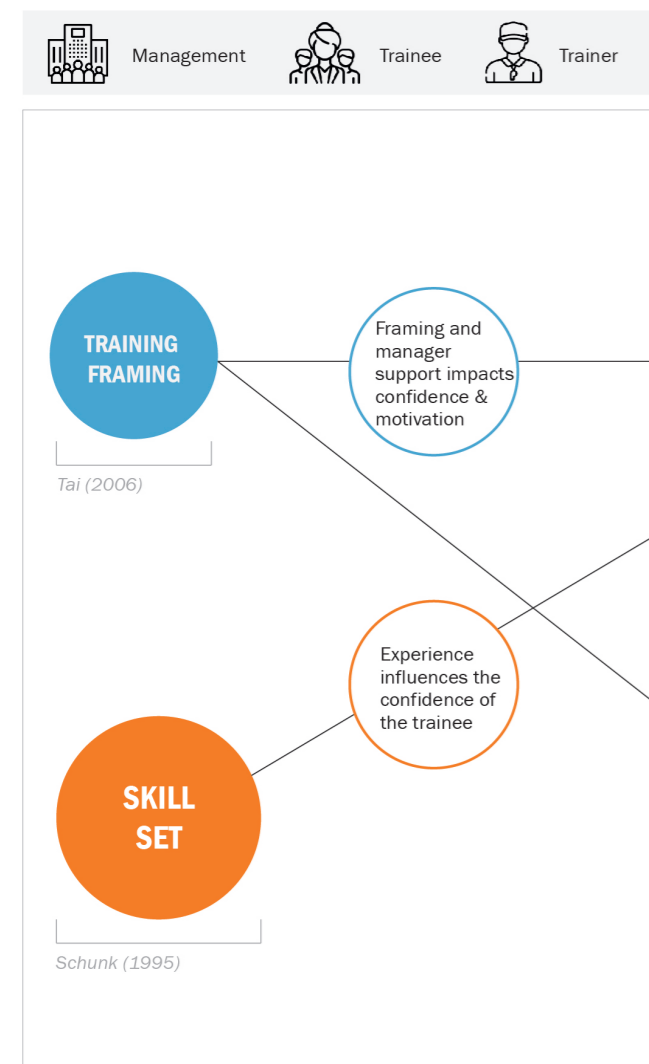 Management
Trainee
Trainer
TRAINING
FRAMING
Framing and
manager
support impacts
confidence &
motivation
Tai (2006)
Experience
influences the
confidence of
the trainee
SKILL
SET
Schunk (1995)